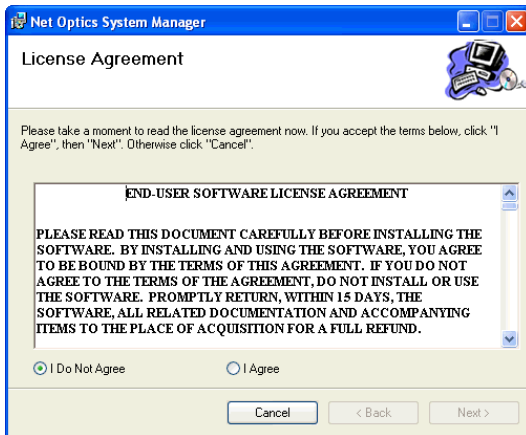 Net Optics System Manager
License Agreement
Please take a moment to read the license agreement now. If you accept the terms below, click "I
Agree", then "Next". Otherwise click "Cancel".
END-USER SOFTWARE LICENSE AGREEMENT
PLEASE READ THIS DOCUMENT CAREFULLY BEFORE INSTALLING THE
SOFTWARE. BY INSTALLING AND USING THE SOFTWARE, YOU AGREE
TO BE BOUND BY THE TERMS OF THIS AGREEMENT. IF YOU DO NOT
AGREE TO THE TERMS OF THE AGREEMENT, DO NOT INSTALL OR USE
THE SOFTWARE. PROMPTLY RETURN, WITHIN 15 DAYS, THE
SOFTWARE, ALL RELATED DOCUMENTATION AND ACCOMPANYING
ITEMS TO THE PLACE OF ACQUISITION FOR A FULL REFUND.
I Do Not Agree
I Agree
Cancel
< Back
Next >